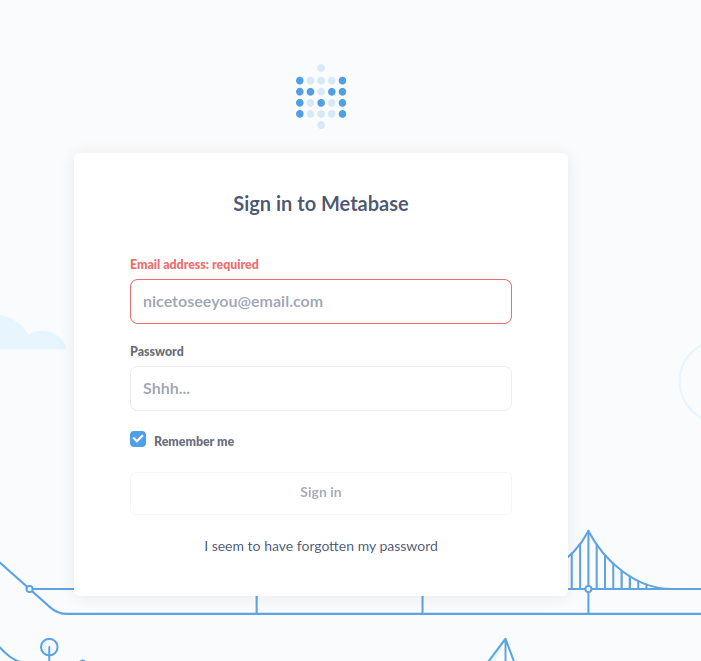 Sign in to Metabase
Email address: required
nicetoseeyou@email.com
Password
Shhh...
Remember me
Sign in
I seem to have forgotten my password